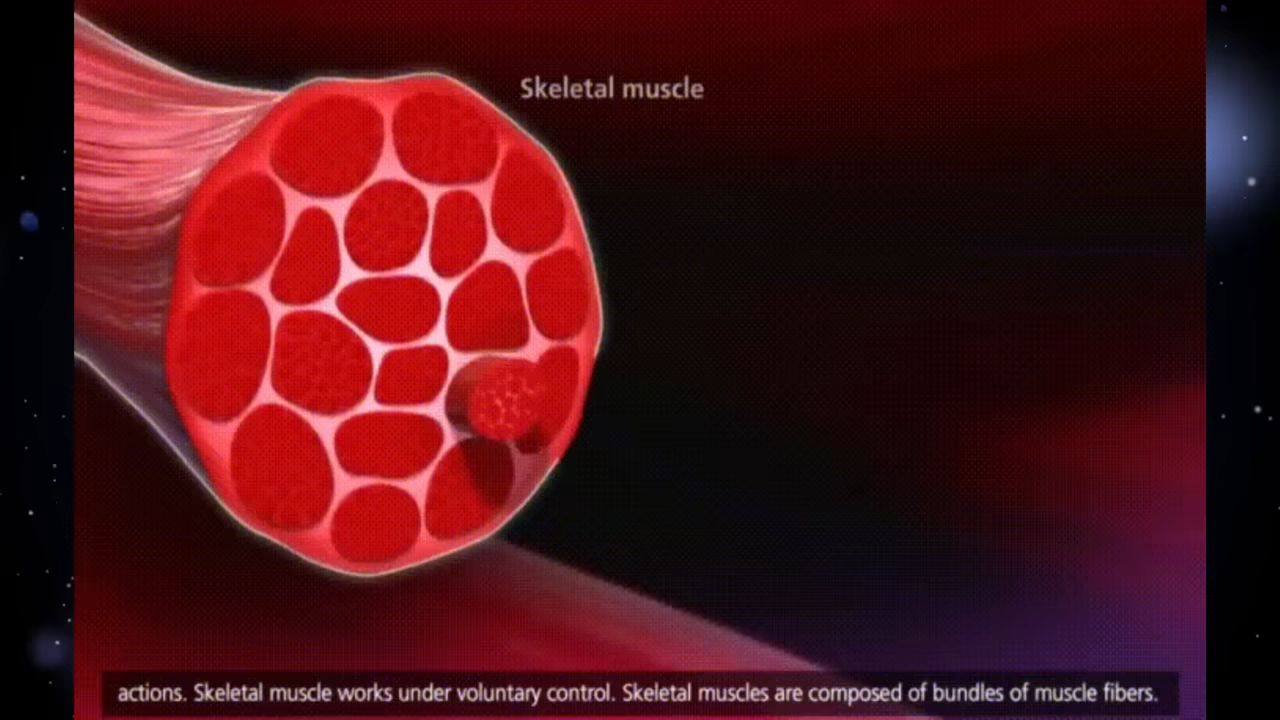 Skeletal muscle
actions. Skeletal muscle works under voluntary control. Skeletal muscles are composed of bundles of muscle fibers.